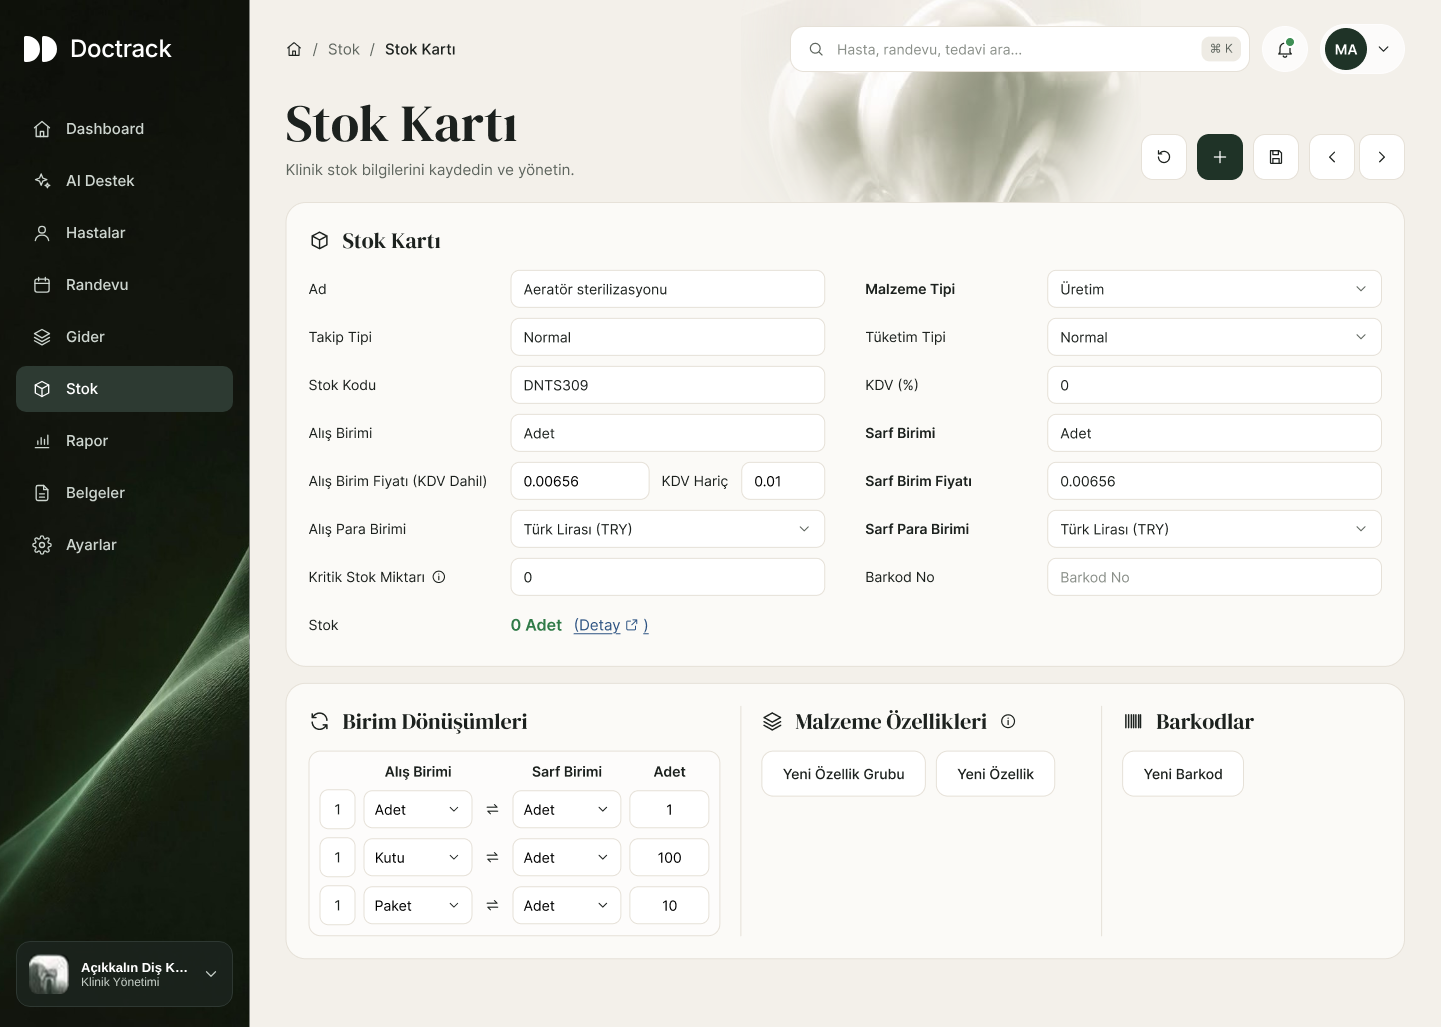 Doctrack
Dashboard
AI Destek
Hastalar
Randevu
Gider
Stok
Rapor
Belgeler
Ayarlar
Açıkkalın Diş K...
Klinik Yönetimi
/ Stok / Stok Kartı
Hasta, randevu, tedavi ara...
⌘ K
MA
Stok Kartı
Klinik stok bilgilerini kaydedin ve yönetin.
Stok Kartı
Ad Aeratör sterilizasyonu Malzeme Tipi Üretim
Takip Tipi Normal Tüketim Tipi Normal
Stok Kodu DNTS309 KDV (%) 0
Alış Birimi Adet Sarf Birimi Adet
Alış Birim Fiyatı (KDV Dahil) 0.00656 KDV Hariç 0.01 Sarf Birim Fiyatı 0.00656
Alış Para Birimi Türk Lirası (TRY) Sarf Para Birimi Türk Lirası (TRY)
Kritik Stok Miktarı 0 Barkod No Barkod No
Stok 0 Adet (Detay )
Birim Dönüşümleri
Alış Birimi Sarf Birimi Adet
1 Adet ⇌ Adet 1
1 Kutu ⇌ Adet 100
1 Paket ⇌ Adet 10
Malzeme Özellikleri
Yeni Özellik Grubu Yeni Özellik
Barkodlar
Yeni Barkod